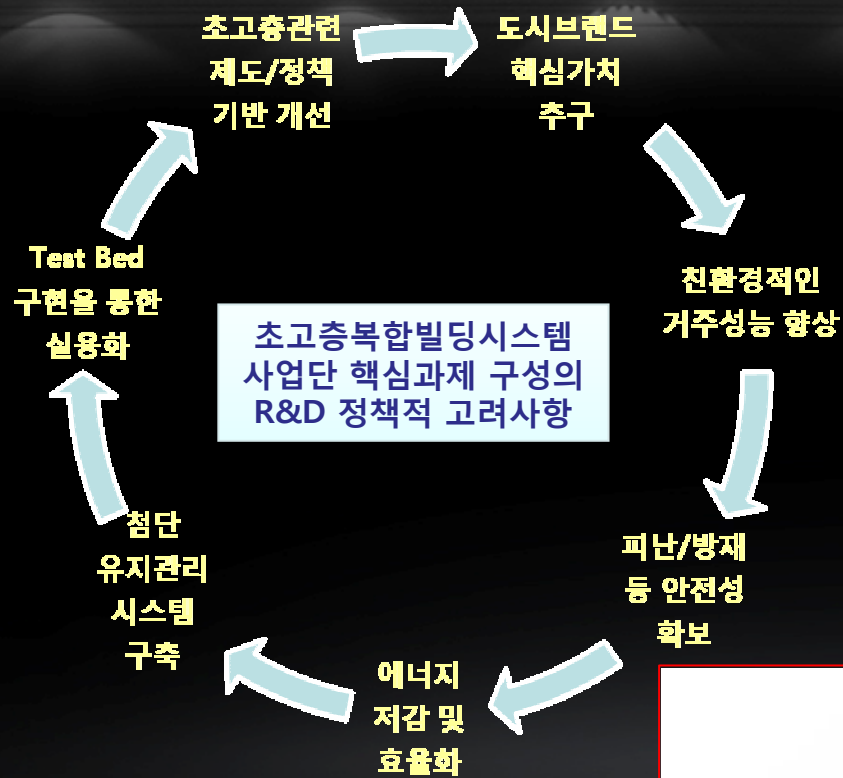 초고층관련
제도/정책
기반 개선
도시브랜드
핵심가치
추구
친환경적인
거주성능 향상
피난/방재
등 안전성
확보
에너지
저감 및
효율화
첨단
유지관리
시스템
구축
Test Bed
구현을 통한
실용화
초고층복합빌딩시스템
사업단 핵심과제 구성의
R&D 정책적 고려사항